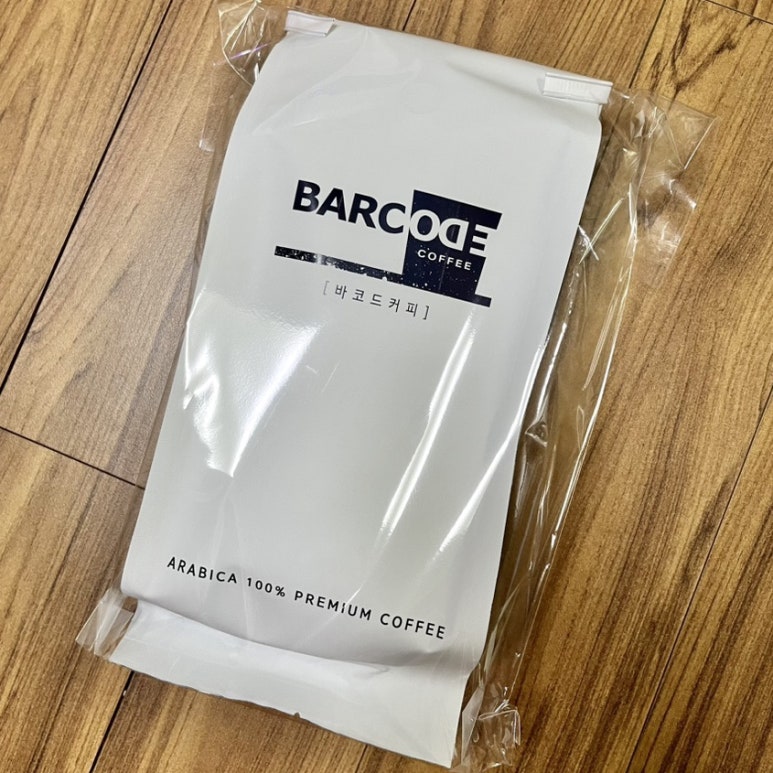 BARCODE
COFFEE
[바코드커피]
ARABICA 100% PREMIUM COFFEE